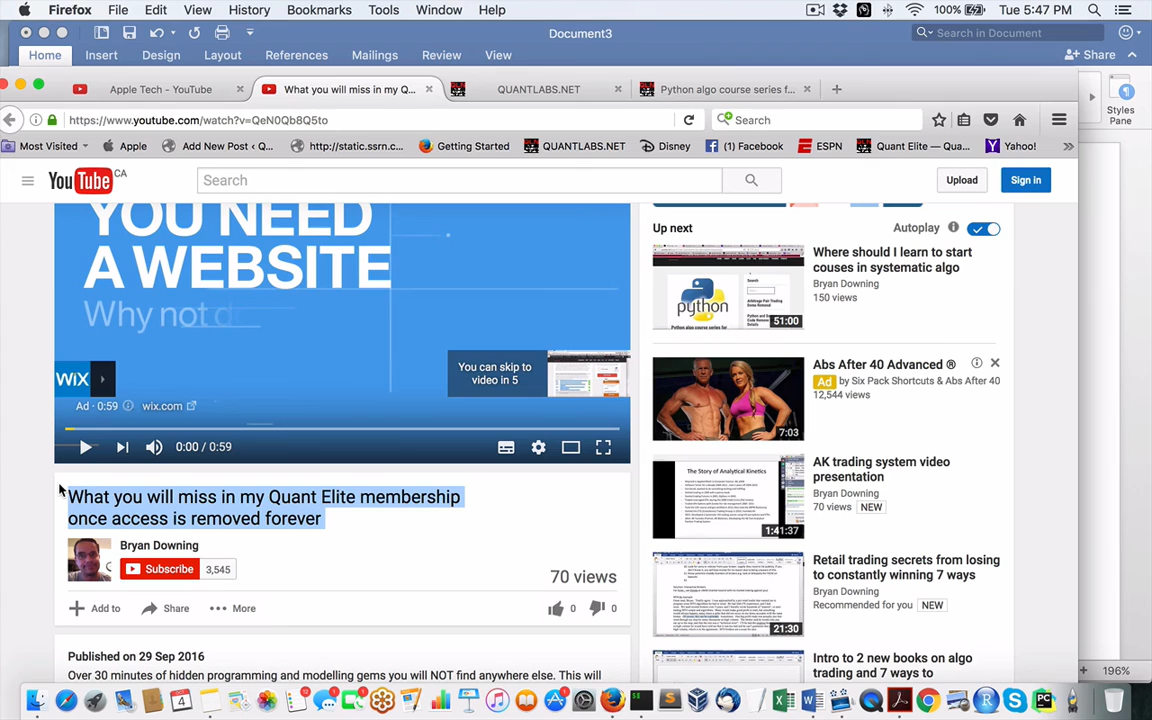 Firefox File Edit View History Bookmarks Tools Window Help 100% Tue 5:47 PM
Document3 Search in Document
Home Insert Design Layout References Mailings Review View Share
Apple Tech - YouTube What you will miss in my Q... QUANTLABS.NET Python algo course series f...
https://www.youtube.com/watch?v=QeN0Qb8Q5to Search
Styles
Pane
Most Visited Apple Add New Post ‹ Q... http://static.ssrn.c... Getting Started QUANTLABS.NET Disney (1) Facebook ESPN Quant Elite — Qua... Yahoo!
YouTube CA Search Upload Sign in
YOU NEED
A WEBSITE
Why not d
WiX
You can skip to
video in 5
Ad · 0:59 wix.com
0:00 / 0:59
What you will miss in my Quant Elite membership
once access is removed forever
Bryan Downing
Subscribe 3,545
70 views
Add to Share More 0 0
Published on 29 Sep 2016
Over 30 minutes of hidden programming and modelling gems you will NOT find anywhere else. This will
Up next Autoplay
python
51:00
Where should I learn to start
couses in systematic algo
Bryan Downing
150 views
7:03
Abs After 40 Advanced ®
Ad by Six Pack Shortcuts & Abs After 40
12,544 views
The Story of Analytical Kinetics
1:41:37
AK trading system video
presentation
Bryan Downing
70 views NEW
21:30
Retail trading secrets from losing
to constantly winning 7 ways
Bryan Downing
Recommended for you NEW
Intro to 2 new books on algo
trading and 7 ways to
196%